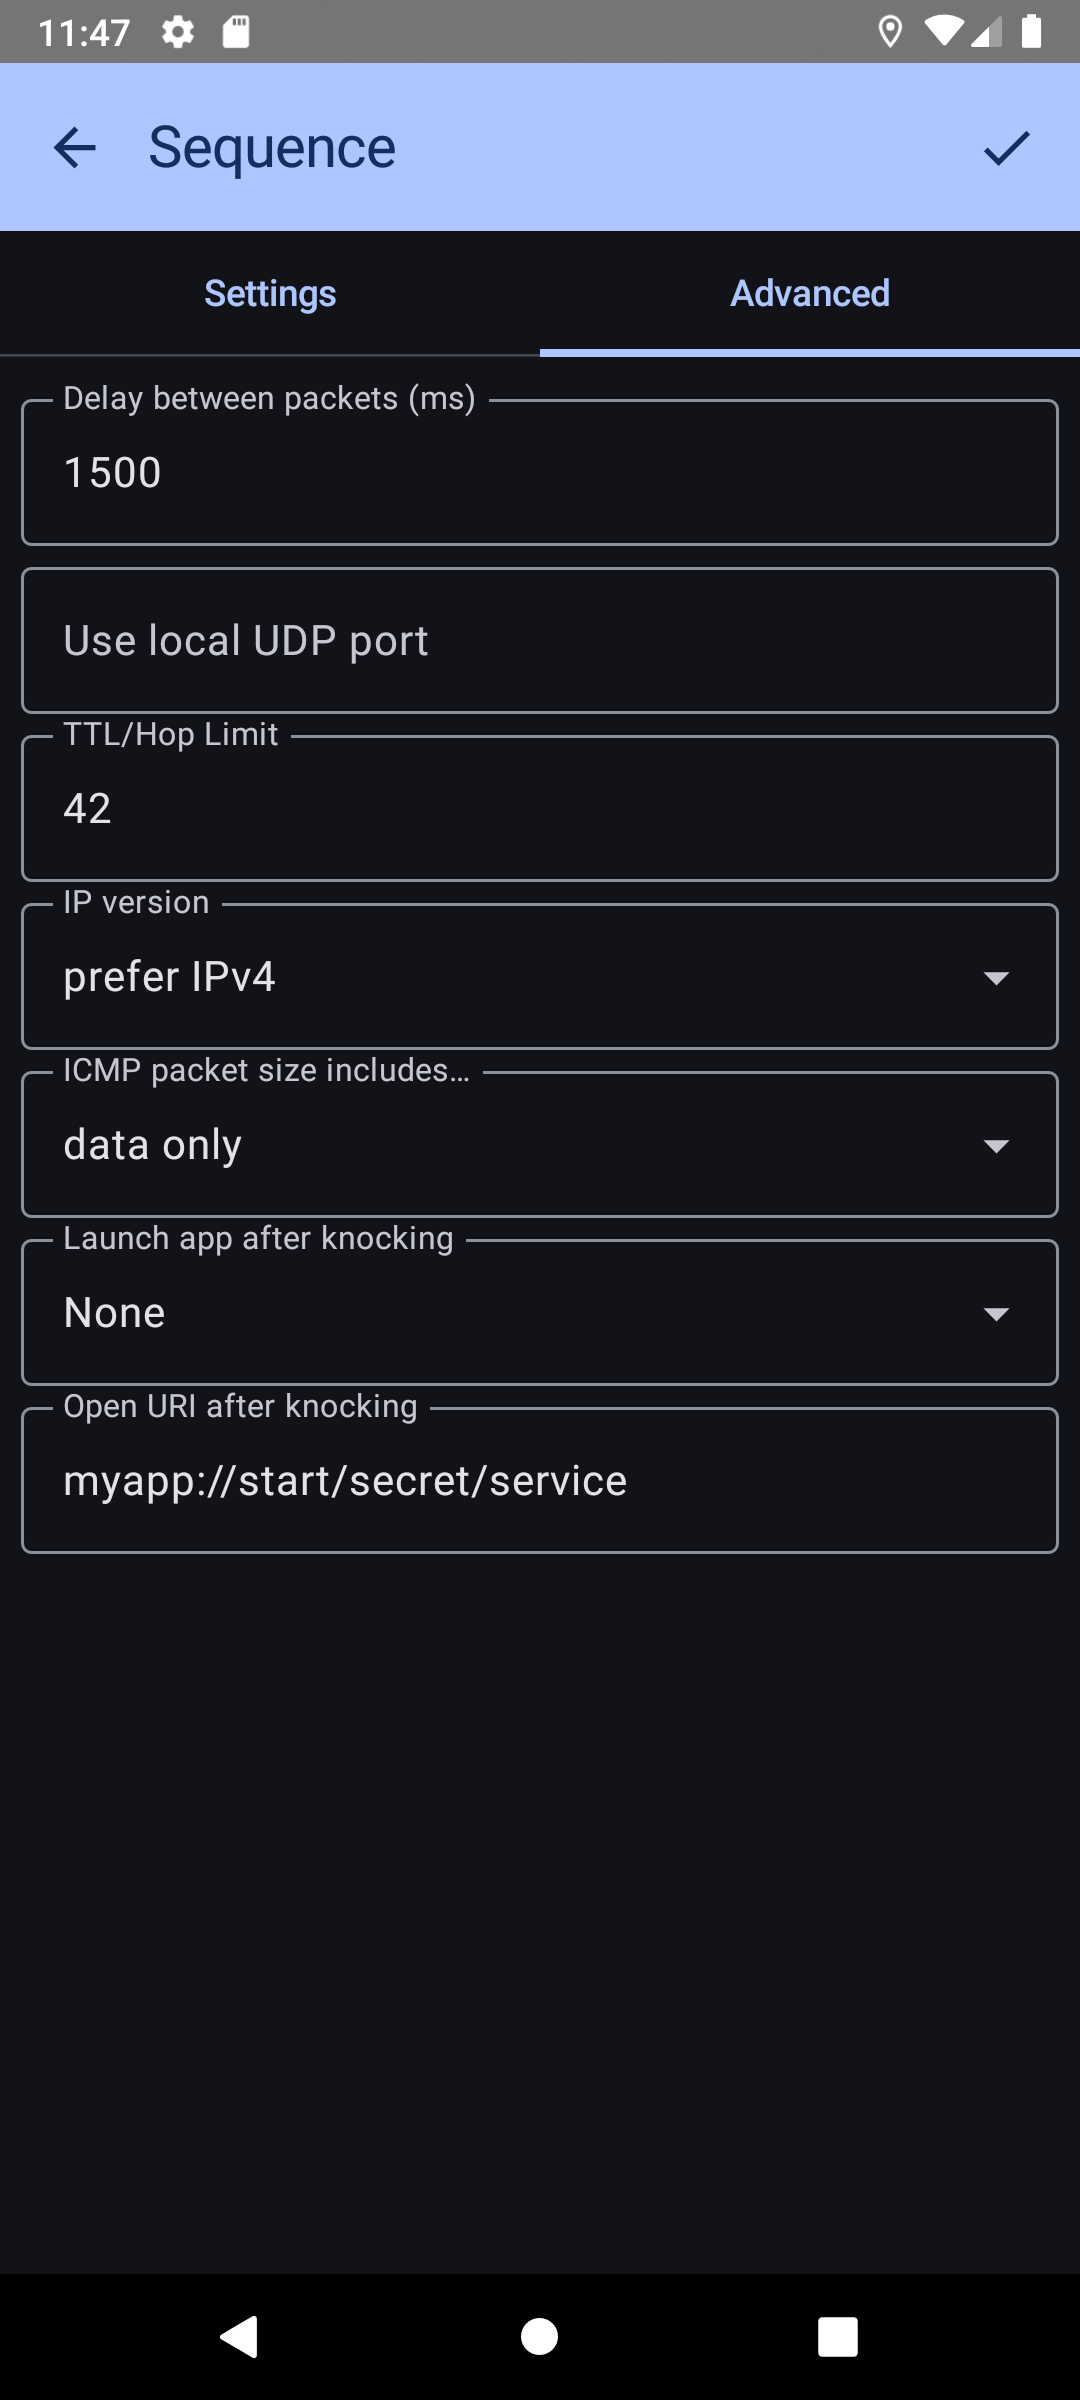 11:47
Sequence
Settings
Advanced
Delay between packets (ms)
1500
Use local UDP port
TTL/Hop Limit
42
IP version
prefer IPv4
ICMP packet size includes…
data only
Launch app after knocking
None
Open URI after knocking
myapp://start/secret/service